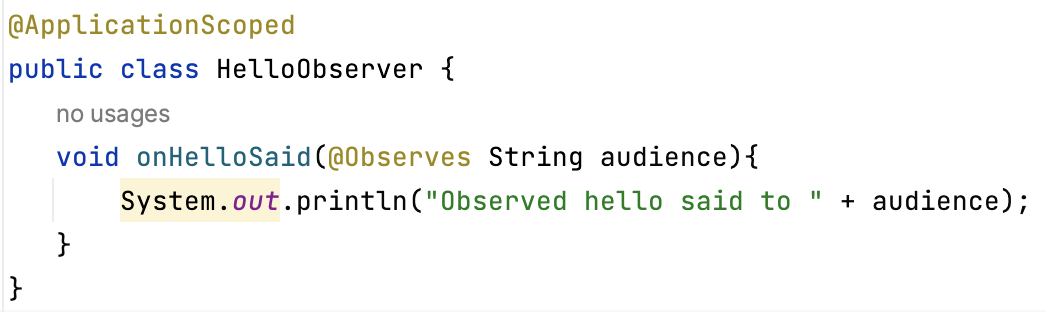 @ApplicationScoped
public class HelloObserver {
no usages
void onHelloSaid(@Observes String audience){
System.out.println("Observed hello said to " + audience);
}
}